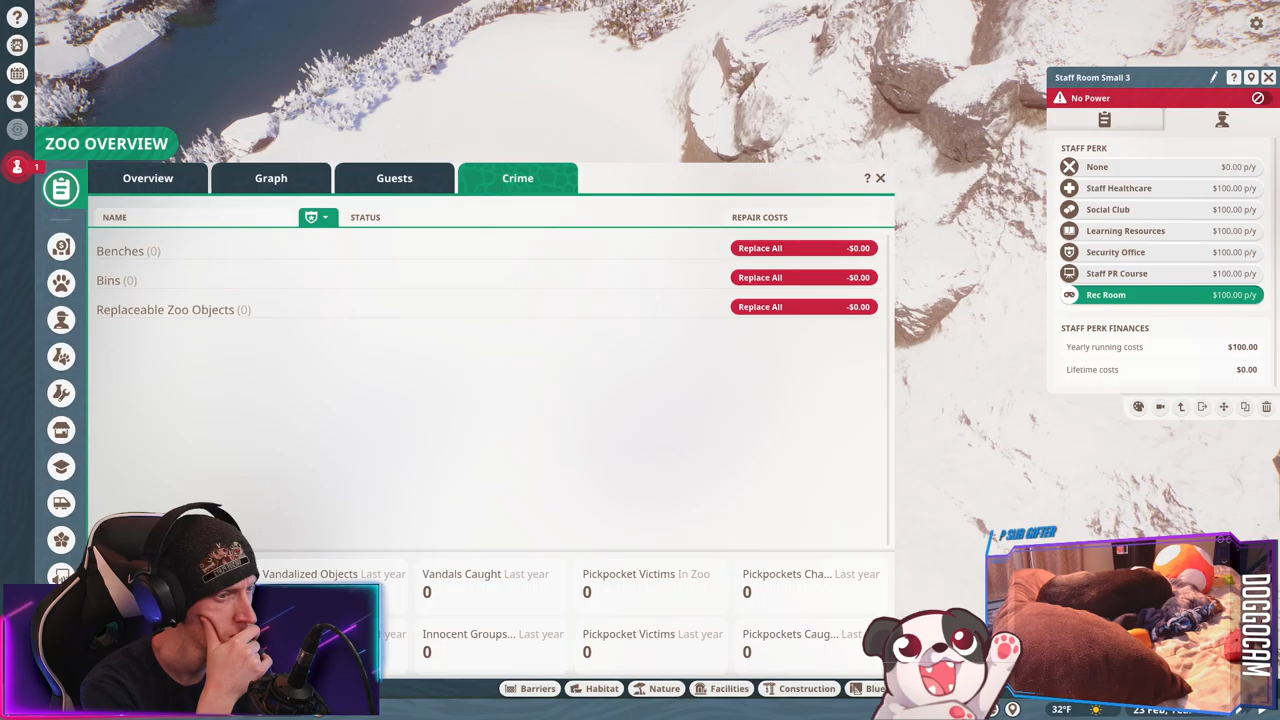 ZOO OVERVIEW
1
Overview
Graph
Guests
Crime
?
NAME
STATUS
REPAIR COSTS
Benches (0)
Replace All -$0.00
Bins (0)
Replace All -$0.00
Replaceable Zoo Objects (0)
Replace All -$0.00
Vandalized Objects Last year
Vandals Caught Last year
0
Pickpocket Victims In Zoo
0
Pickpockets Cha... Last year
0
Innocent Groups... Last year
0
Pickpocket Victims Last year
0
Pickpockets Caug... Last
0
Barriers
Habitat
Nature
Facilities
Construction
Blue
32°F
23 Feb,
Staff Room Small 3
?
No Power
STAFF PERK
None $0.00 p/y
Staff Healthcare $100.00 p/y
Social Club $100.00 p/y
Learning Resources $100.00 p/y
Security Office $100.00 p/y
Staff PR Course $100.00 p/y
Rec Room $100.00 p/y
STAFF PERK FINANCES
Yearly running costs $100.00
Lifetime costs $0.00
P SUB GIFTER
DOGGOCAM